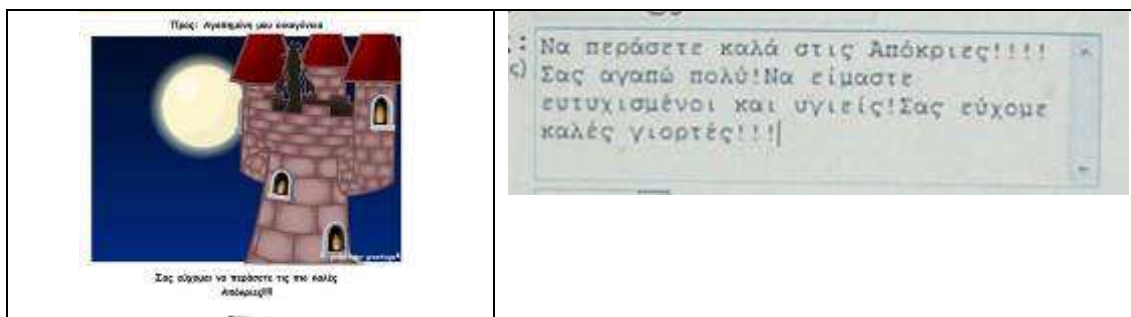 Προς: Αγαπημένη μου οικογένεια
Σας εύχομαι να περάσετε τις πιο καλές
Απόκριες!!!!
Να περάσετε καλά στις Απόκριες!!!!
Σας αγαπώ πολύ!Να είμαστε
ευτυχισμένοι και υγιείς!Σας εύχομε
καλές γιορτές!!!